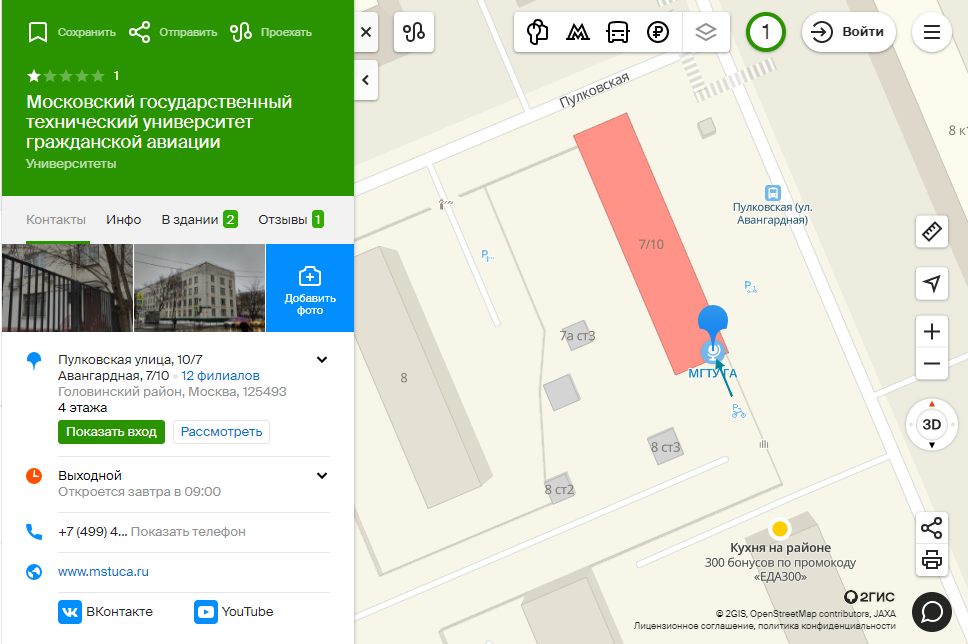 Сохранить
Отправить
Проехать
1
Московский государственный
технический университет
гражданской авиации
Университеты
Контакты
Инфо
В здании 2
Отзывы 1
Добавить
фото
Пулковская улица, 10/7
Авангардная, 7/10 • 12 филиалов
Головинский район, Москва, 125493
4 этажа
Показать вход
Рассмотреть
Выходной
Откроется завтра в 09:00
+7 (499) 4... Показать телефон
www.mstuca.ru
ВКонтакте
YouTube
1
Войти
Пулковская
8 к
Пулковская (ул.
Авангардная)
7/10
7а ст3
МГТУ ГА
8
8 ст3
8 ст2
3D
Кухня на районе
300 бонусов по промокоду
«ЕДА300»
2ГИС
© 2GIS, OpenStreetMap contributors, JAXA
Лицензионное соглашение, политика конфиденциальности